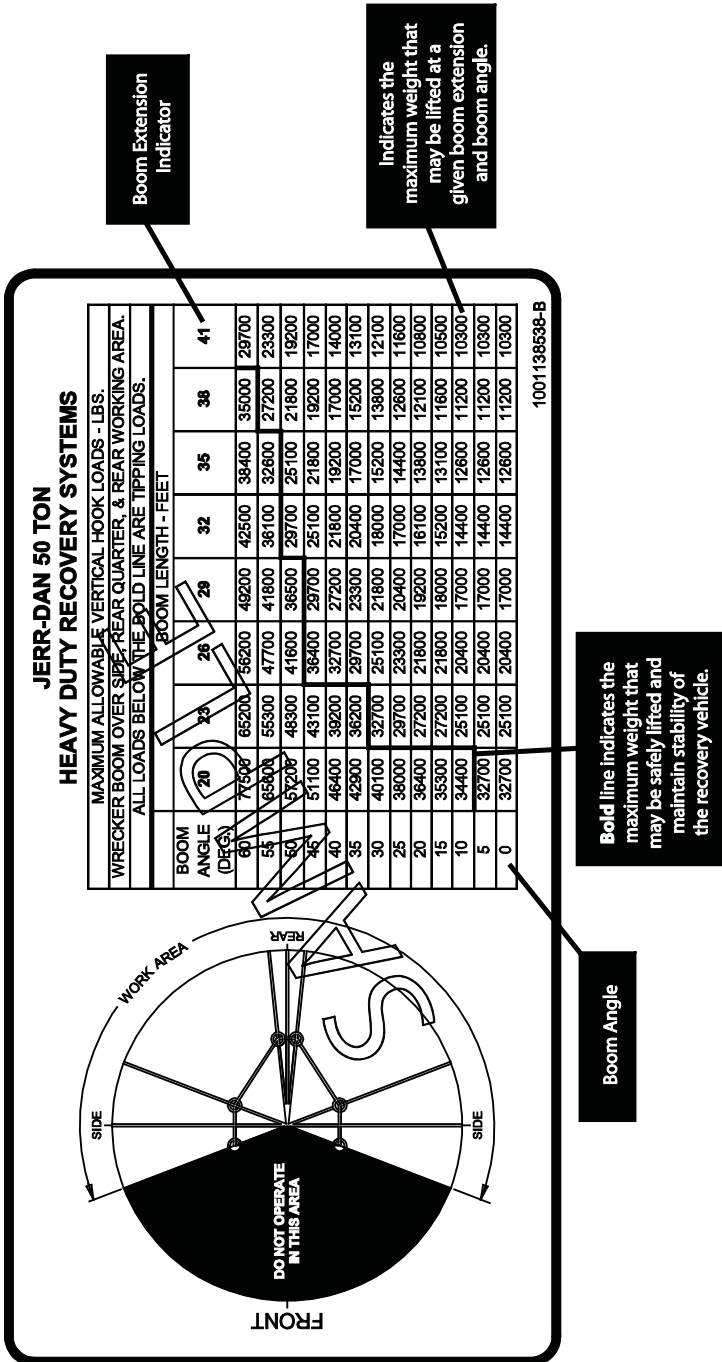 JERR-DAN 50 TON
HEAVY DUTY RECOVERY SYSTEMS
MAXIMUM ALLOWABLE VERTICAL HOOK LOADS - LBS.
WRECKER BOOM OVER SIDE, REAR QUARTER, & REAR WORKING AREA.
ALL LOADS BELOW THE BOLD LINE ARE TIPPING LOADS.
BOOM LENGTH - FEET
BOOM ANGLE (DEG.) 20 23 26 29 32 35 38 41
60 77500 65200 56200 49200 42500 38400 35000 29700
55 65600 55300 47700 41800 36100 32600 27200 23300
50 57200 48300 41600 36500 29700 25100 21800 19200
45 51100 43100 36400 29700 25100 21800 19200 17000
40 46400 39200 32700 27200 21800 19200 17000 14000
35 42900 36200 29700 23300 20400 17000 15200 13100
30 40100 32700 25100 21800 18000 15200 13800 12100
25 38000 29700 23300 20400 17000 14400 12600 11600
20 36400 27200 21800 19200 16100 13800 12100 10800
15 35300 27200 21800 18000 15200 13100 11600 10500
10 34400 25100 20400 17000 14400 12600 11200 10300
5 32700 25100 20400 17000 14400 12600 11200 10300
0 32700 25100 20400 17000 14400 12600 11200 10300
1001138538-B
SAMPLE
WORK AREA
SIDE
REAR
SIDE
DO NOT OPERATE
IN THIS AREA
FRONT
Boom Extension
Indicator
Indicates the
maximum weight that
may be lifted at a
given boom extension
and boom angle.
Bold line indicates the
maximum weight that
may be safely lifted and
maintain stability of
the recovery vehicle.
Boom Angle